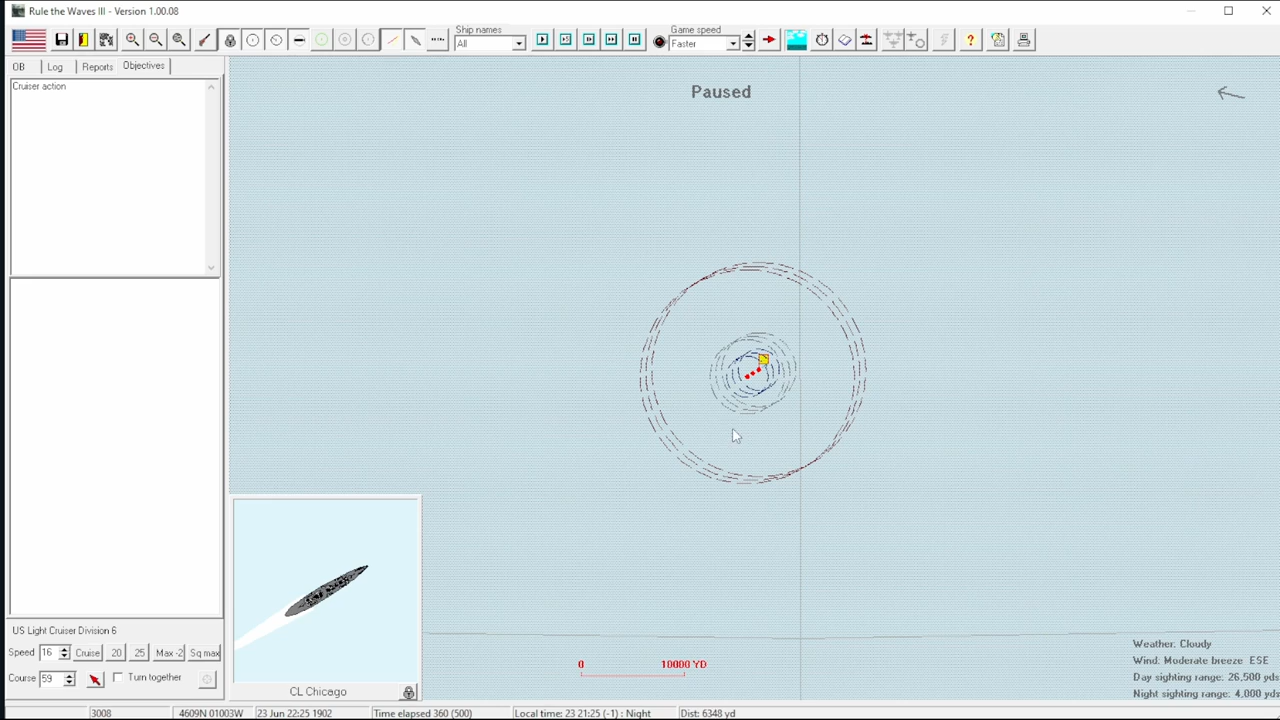 Rule the Waves III - Version 1.00.08
Ship names
All
Game speed
Faster
OB Log Reports Objectives
Cruiser action
Paused
US Light Cruiser Division 6
Speed 16 Cruise 20 25 Max -2 Sq max
Course 59 Turn together
CL Chicago
0 10000 YD
Weather: Cloudy
Wind: Moderate breeze ESE
Day sighting range: 26,500 yds
Night sighting range: 4,000 yds
3008 4609N 01003W 23 Jun 22:25 1902 Time elapsed 360 (500) Local time: 23 21:25 (-1) : Night Dist: 6348 yd